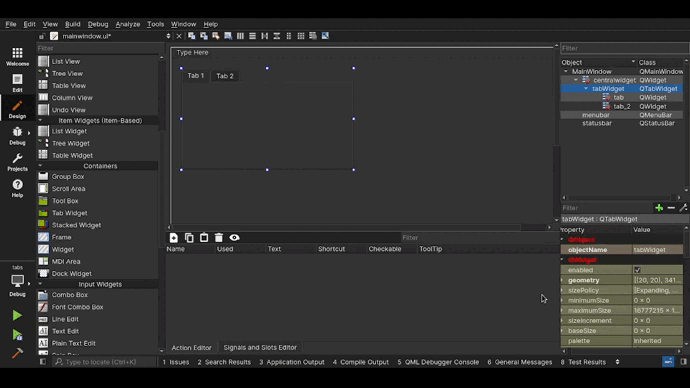 File Edit View Build Debug Analyze Tools Window Help
mainwindow.ui*
Welcome
Edit
Design
Debug
Projects
Help
tabs
Debug
Filter
List View
Tree View
Table View
Column View
Undo View
Item Widgets (Item-Based)
List Widget
Tree Widget
Table Widget
Containers
Group Box
Scroll Area
Tool Box
Tab Widget
Stacked Widget
Frame
Widget
MDI Area
Dock Widget
Input Widgets
Combo Box
Font Combo Box
Line Edit
Text Edit
Plain Text Edit
Type Here
Tab 1 Tab 2
Filter
Name Used Text Shortcut Checkable ToolTip
Action Editor Signals and Slots Editor
Filter
Object Class
MainWindow QMainWindow
centralwidget QWidget
tabWidget QTabWidget
tab QWidget
tab_2 QWidget
menubar QMenuBar
statusbar QStatusBar
Filter
tabWidget : QTabWidget
Property Value
QObject
objectName tabWidget
QWidget
enabled
geometry [(20, 20), 341...
sizePolicy [Expanding, ...
minimumSize 0 x 0
maximumSize 16777215 x 1...
sizeIncrement 0 x 0
baseSize 0 x 0
palette Inherited
Type to locate (Ctrl+K) 1 Issues 2 Search Results 3 Application Output 4 Compile Output 5 QML Debugger Console 6 General Messages 8 Test Results